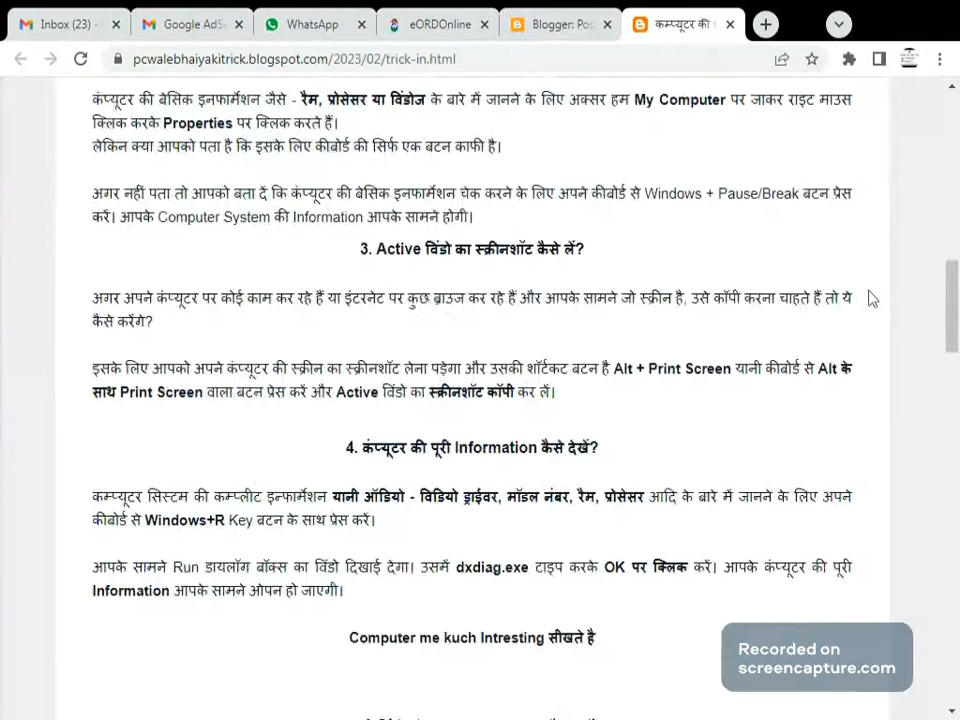 Inbox (23) -
Google AdS
WhatsApp
eORDOnline
Blogger: Pos
कम्प्यूटर की
pcwalebhaiyakitrick.blogspot.com/2023/02/trick-in.html
कंप्यूटर की बेसिक इनफार्मेशन जैसे - रैम, प्रोसेसर या विंडोज के बारे में जानने के लिए अक्सर हम My Computer पर जाकर राइट माउस
क्लिक करके Properties पर क्लिक करते हैं।
लेकिन क्या आपको पता है कि इसके लिए कीबोर्ड की सिर्फ एक बटन काफी है।
अगर नहीं पता तो आपको बता दें कि कंप्यूटर की बेसिक इनफार्मेशन चेक करने के लिए अपने कीबोर्ड से Windows + Pause/Break बटन प्रेस
करें। आपके Computer System की Information आपके सामने होगी।
3. Active विंडो का स्क्रीनशॉट कैसे लें?
अगर अपने कंप्यूटर पर कोई काम कर रहे हैं या इंटरनेट पर कुछ ब्राउज कर रहे हैं और आपके सामने जो स्क्रीन है, उसे कॉपी करना चाहते हैं तो ये
कैसे करेंगे?
इसके लिए आपको अपने कंप्यूटर की स्क्रीन का स्क्रीनशॉट लेना पड़ेगा और उसकी शॉर्टकट बटन है Alt + Print Screen यानी कीबोर्ड से Alt के
साथ Print Screen वाला बटन प्रेस करें और Active विंडो का स्क्रीनशॉट कॉपी कर लें।
4. कंप्यूटर की पूरी Information कैसे देखें?
कम्प्यूटर सिस्टम की कम्प्लीट इन्फार्मेशन यानी ऑडियो - विडियो ड्राईवर, मॉडल नंबर, रैम, प्रोसेसर आदि के बारे में जानने के लिए अपने
कीबोर्ड से Windows+R Key बटन के साथ प्रेस करें।
आपके सामने Run डायलॉग बॉक्स का विंडो दिखाई देगा। उसमें dxdiag.exe टाइप करके OK पर क्लिक करें। आपके कंप्यूटर की पूरी
Information आपके सामने ओपन हो जाएगी।
Computer me kuch Intresting सीखते है
Recorded on
screencapture.com